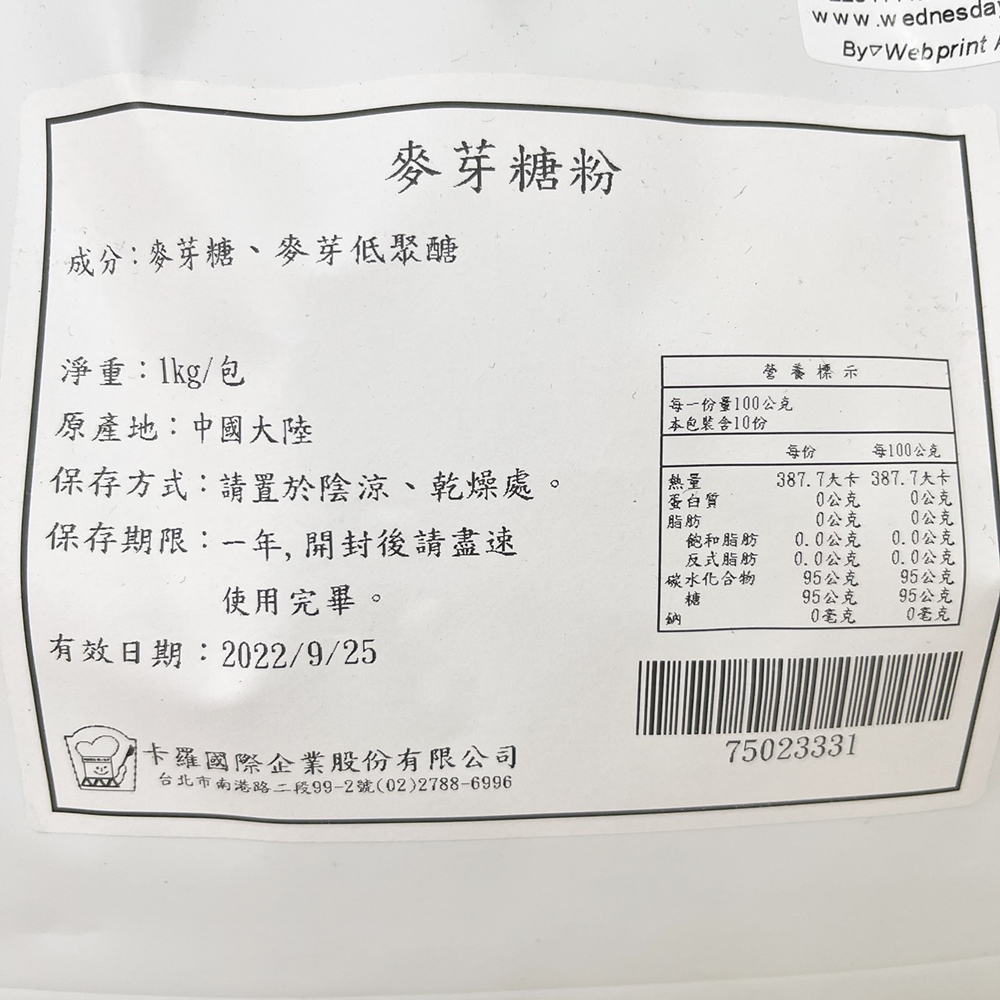 www.wednesday
By▽Webprint
麥芽糖粉
成分:麥芽糖、麥芽低聚醣
淨重：1kg/包
原產地：中國大陸
保存方式：請置於陰涼、乾燥處。
保存期限：一年,開封後請盡速
使用完畢。
有效日期：2022/9/25
營養標示
每一份量100公克
本包裝含10份
每份 每100公克
熱量 387.7大卡 387.7大卡
蛋白質 0公克 0公克
脂肪 0公克 0公克
飽和脂肪 0.0公克 0.0公克
反式脂肪 0.0公克 0.0公克
碳水化合物 95公克 95公克
糖 95公克 95公克
鈉 0毫克 0毫克
75023331
卡羅國際企業股份有限公司
台北市南港路二段99-2號(02)2788-6996